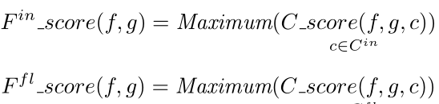 F^{in}_score(f, g) = Maximum(C_score(f, g, c))
c∈C^{in}
F^{fl}_score(f, g) = Maximum(C_score(f, g, c))